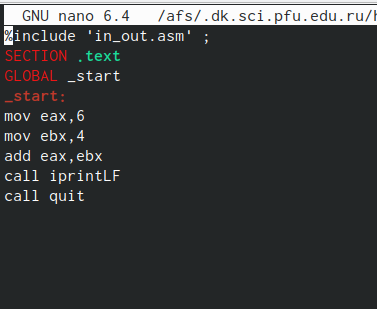 GNU nano 6.4 /afs/.dk.sci.pfu.edu.ru/h
%include 'in_out.asm' ;
SECTION .text
GLOBAL _start
_start:
mov eax,6
mov ebx,4
add eax,ebx
call iprintLF
call quit